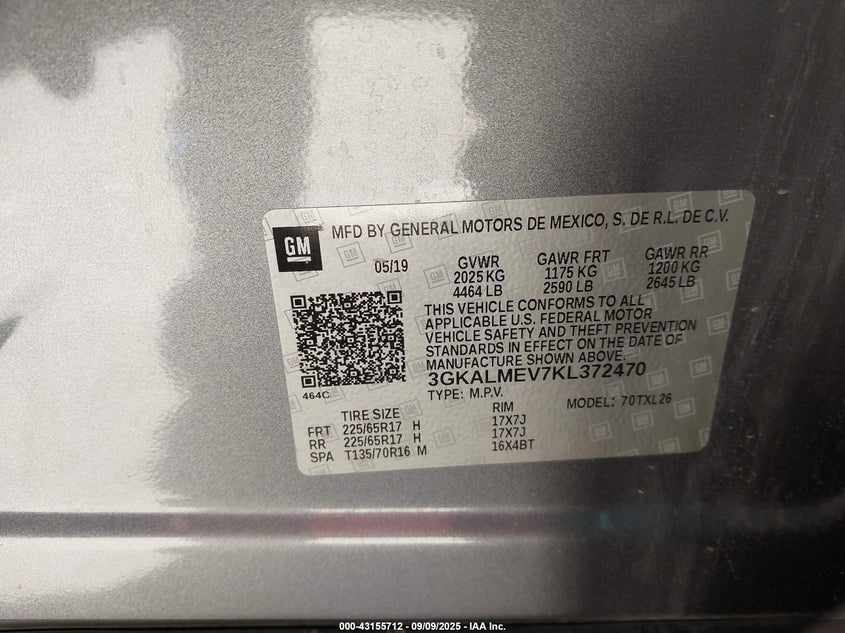 GM
MFD BY GENERAL MOTORS DE MEXICO, S. DE R.L. DE C.V.
05/19 GVWR GAWR FRT GAWR RR
2025 KG 1175 KG 1200 KG
4464 LB 2590 LB 2645 LB
THIS VEHICLE CONFORMS TO ALL
APPLICABLE U.S. FEDERAL MOTOR
VEHICLE SAFETY AND THEFT PREVENTION
STANDARDS IN EFFECT ON THE DATE OF
MANUFACTURE SHOWN ABOVE.
3GKALMEV7KL372470
464C
TYPE: M.P.V. MODEL: 70TXL26
TIRE SIZE RIM
FRT 225/65R17 H 17X7J
RR 225/65R17 H 17X7J
SPA T135/70R16 M 16X4BT
000-43155712 - 09/09/2025 - IAA Inc.